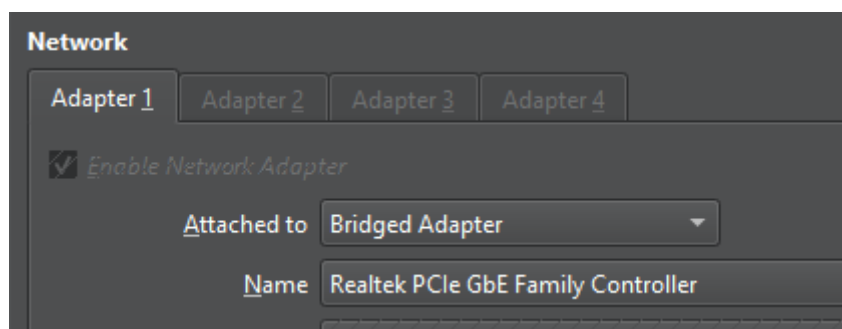 Network
Adapter 1 Adapter 2 Adapter 3 Adapter 4
Enable Network Adapter
Attached to Bridged Adapter
Name Realtek PCIe GbE Family Controller